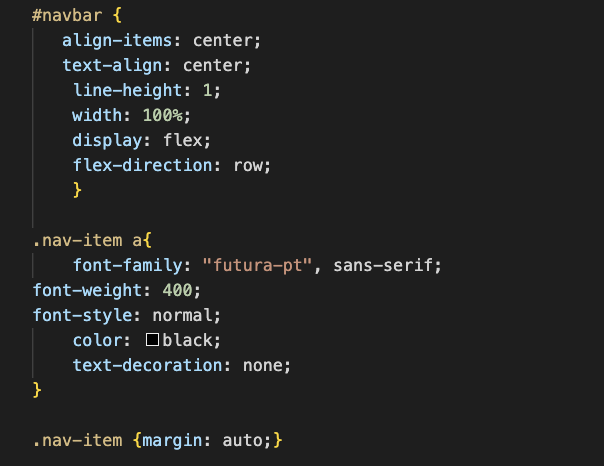 #navbar {
align-items: center;
text-align: center;
line-height: 1;
width: 100%;
display: flex;
flex-direction: row;
}
.nav-item a{
font-family: "futura-pt", sans-serif;
font-weight: 400;
font-style: normal;
color: black;
text-decoration: none;
}
.nav-item {margin: auto;}